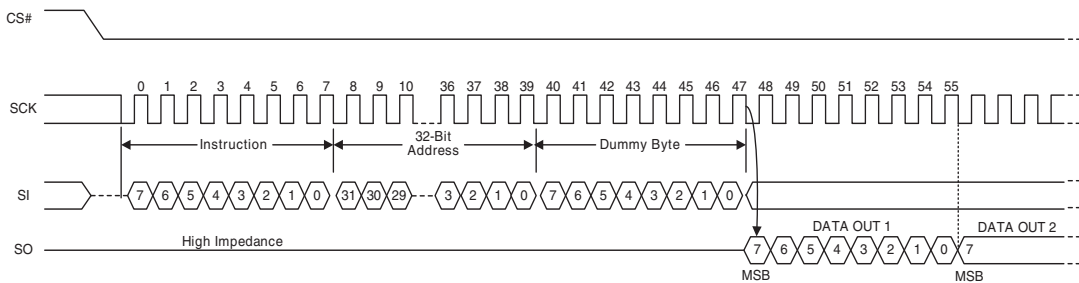 CS#
SCK
0 1 2 3 4 5 6 7 8 9 10 36 37 38 39 40 41 42 43 44 45 46 47 48 49 50 51 52 53 54 55
Instruction
32-Bit
Address
Dummy Byte
SI
7 6 5 4 3 2 1 0 31 30 29 3 2 1 0 7 6 5 4 3 2 1 0
DATA OUT 1
DATA OUT 2
SO
High Impedance
7 6 5 4 3 2 1 0 7
MSB
MSB